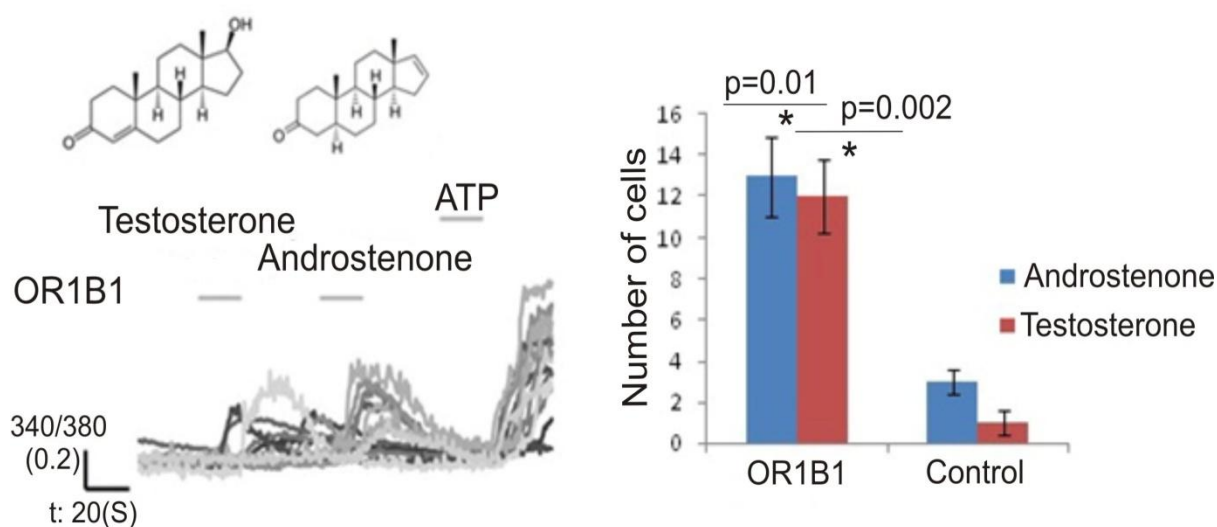 OH
H
H
H
O
H
H
H
O
H
ATP
Testosterone
Androstenone
OR1B1
340/380
(0.2)
t: 20(S)
p=0.01
* p=0.002
*
Number of cells
16
14
12
10
8
6
4
2
0
OR1B1 Control
Androstenone
Testosterone